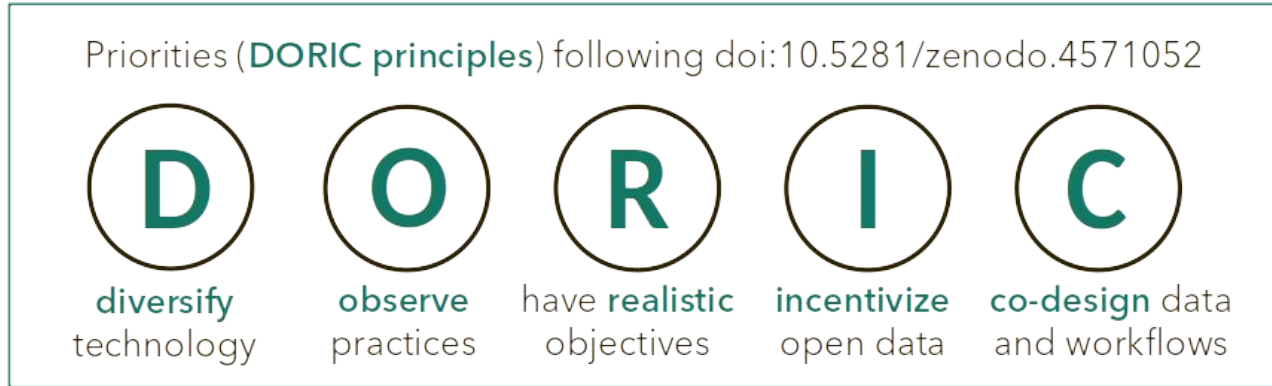 Priorities (DORIC principles) following doi:10.5281/zenodo.4571052
D O R I C
diversify observe have realistic incentivize co-design data
technology practices objectives open data and workflows